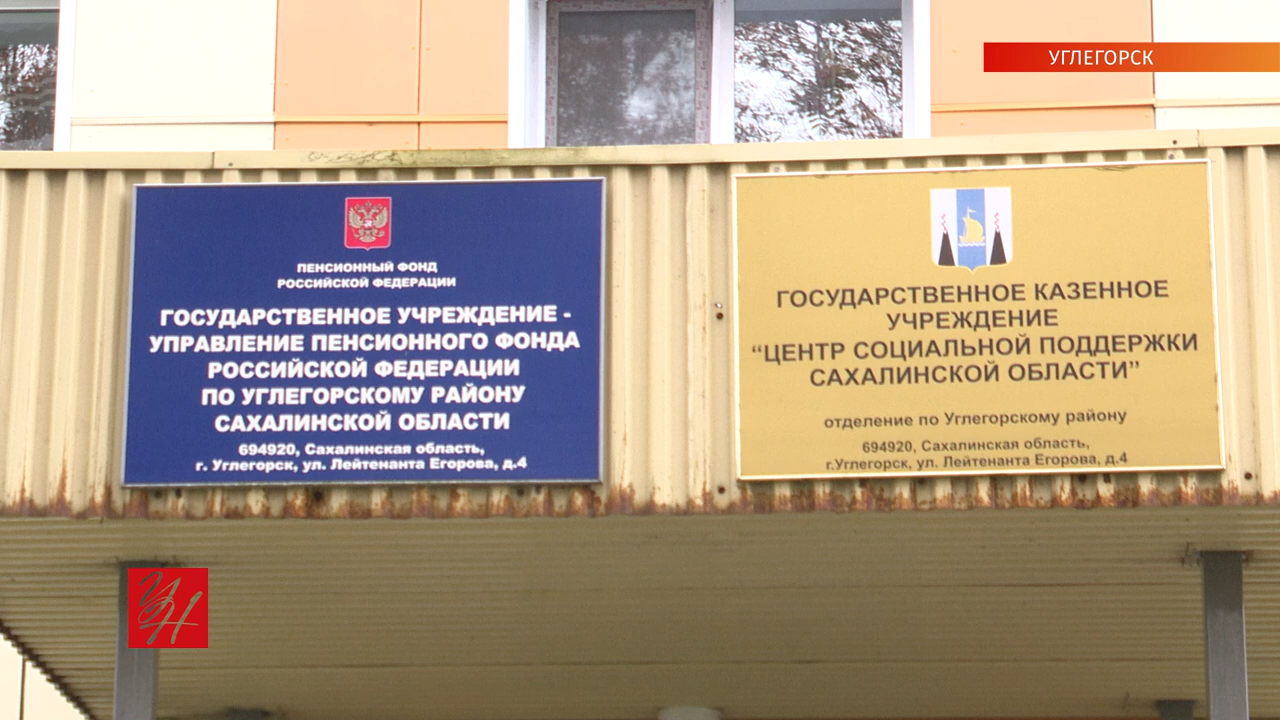 УГЛЕГОРСК
ПЕНСИОННЫЙ ФОНД
РОССИЙСКОЙ ФЕДЕРАЦИИ
ГОСУДАРСТВЕННОЕ УЧРЕЖДЕНИЕ -
УПРАВЛЕНИЕ ПЕНСИОННОГО ФОНДА
РОССИЙСКОЙ ФЕДЕРАЦИИ
ПО УГЛЕГОРСКОМУ РАЙОНУ
САХАЛИНСКОЙ ОБЛАСТИ
694920, Сахалинская область,
г. Углегорск, ул. Лейтенанта Егорова, д.4
ГОСУДАРСТВЕННОЕ КАЗЕННОЕ
УЧРЕЖДЕНИЕ
“ЦЕНТР СОЦИАЛЬНОЙ ПОДДЕРЖКИ
САХАЛИНСКОЙ ОБЛАСТИ”
отделение по Углегорскому району
694920, Сахалинская область,
г.Углегорск, ул. Лейтенанта Егорова, д.4
УН